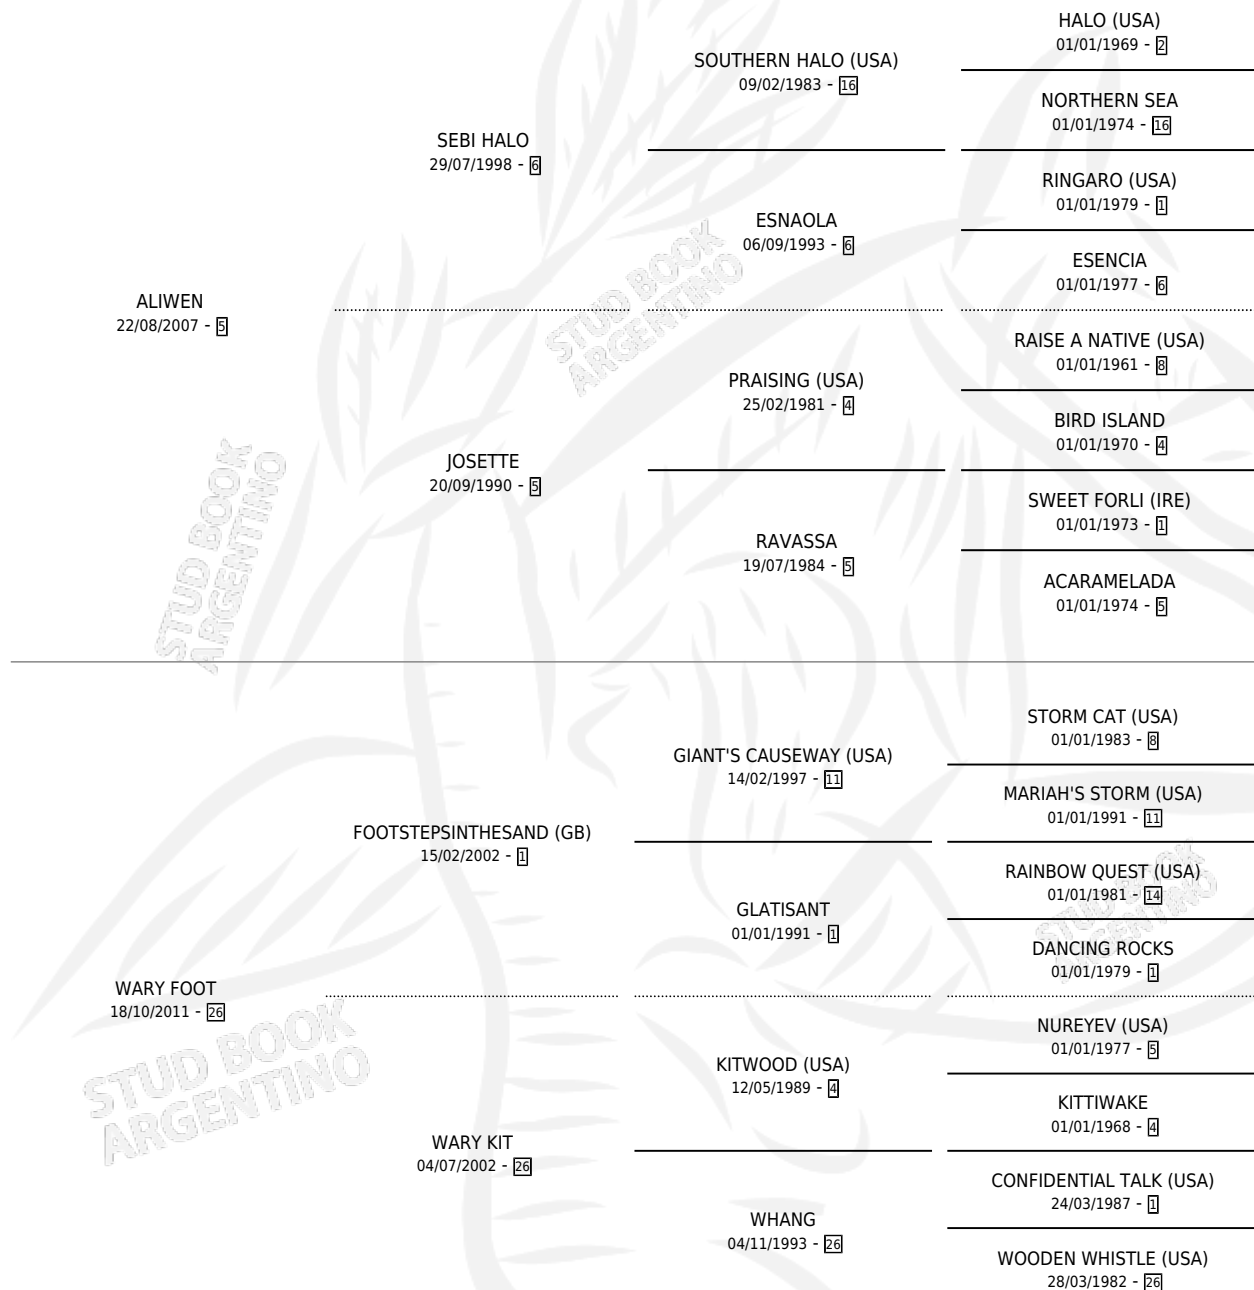 HALO (USA)
01/01/1969 - 2
SOUTHERN HALO (USA)
09/02/1983 - 16
NORTHERN SEA
01/01/1974 - 16
SEBI HALO
29/07/1998 - 6
RINGARO (USA)
01/01/1979 - 1
ESNAOLA
06/09/1993 - 6
ESENCIA
01/01/1977 - 6
STUD BOOK
ARGENTINO
ALIWEN
22/08/2007 - 5
RAISE A NATIVE (USA)
01/01/1961 - 8
PRAISING (USA)
25/02/1981 - 4
BIRD ISLAND
01/01/1970 - 4
JOSETTE
20/09/1990 - 5
SWEET FORLI (IRE)
01/01/1973 - 1
RAVASSA
19/07/1984 - 5
ACARAMELADA
01/01/1974 - 5
STUD BOOK
ARGENTINO
STORM CAT (USA)
01/01/1983 - 8
GIANT'S CAUSEWAY (USA)
14/02/1997 - 11
MARIAH'S STORM (USA)
01/01/1991 - 11
FOOTSTEPSINTHESAND (GB)
15/02/2002 - 1
RAINBOW QUEST (USA)
01/01/1981 - 14
STUD BOOK
ARGENTINO
GLATISANT
01/01/1991 - 1
DANCING ROCKS
01/01/1979 - 1
WARY FOOT
18/10/2011 - 26
STUD BOOK
ARGENTINO
NUREYEV (USA)
01/01/1977 - 5
KITWOOD (USA)
12/05/1989 - 4
KITTIWAKE
01/01/1968 - 4
WARY KIT
04/07/2002 - 26
CONFIDENTIAL TALK (USA)
24/03/1987 - 1
WHANG
04/11/1993 - 26
WOODEN WHISTLE (USA)
28/03/1982 - 26